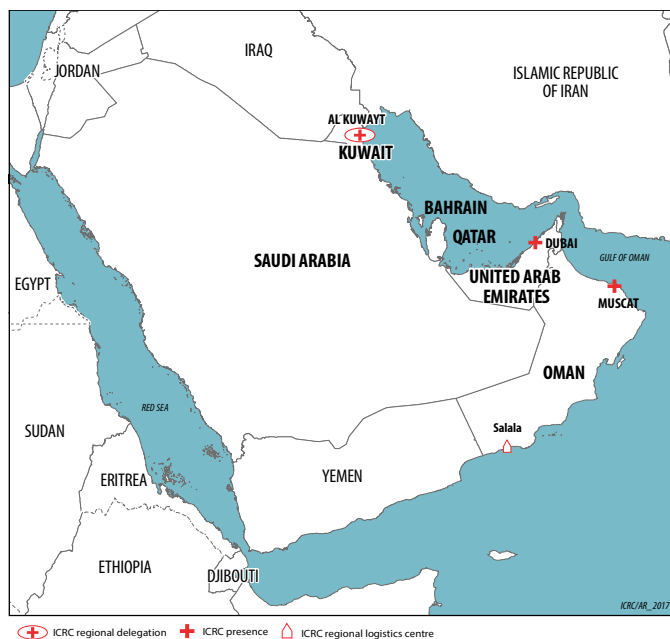 IRAQ
JORDAN
ISLAMIC REPUBLIC
OF IRAN
AL KUWAYT
KUWAIT
BAHRAIN
QATAR
DUBAI
GULF OF OMAN
SAUDI ARABIA
EGYPT
UNITED ARAB
EMIRATES
MUSCAT
OMAN
RED SEA
Salala
SUDAN
YEMEN
ERITREA
ETHIOPIA
DJIBOUTI
ICRC/AR_2017
ICRC regional delegation
ICRC presence
ICRC regional logistics centre